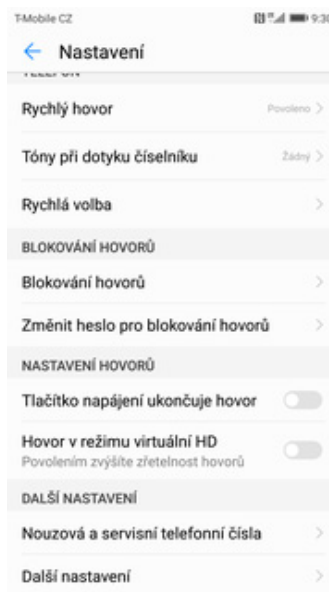 T-Mobile CZ 9:30
Nastavení
TELEFON
Rychlý hovor Povoleno
Tóny při dotyku číselníku Žádný
Rychlá volba
BLOKOVÁNÍ HOVORŮ
Blokování hovorů
Změnit heslo pro blokování hovorů
NASTAVENÍ HOVORŮ
Tlačítko napájení ukončuje hovor
Hovor v režimu virtuální HD
Povolením zvýšíte zřetelnost hovorů
DALŠÍ NASTAVENÍ
Nouzová a servisní telefonní čísla
Další nastavení